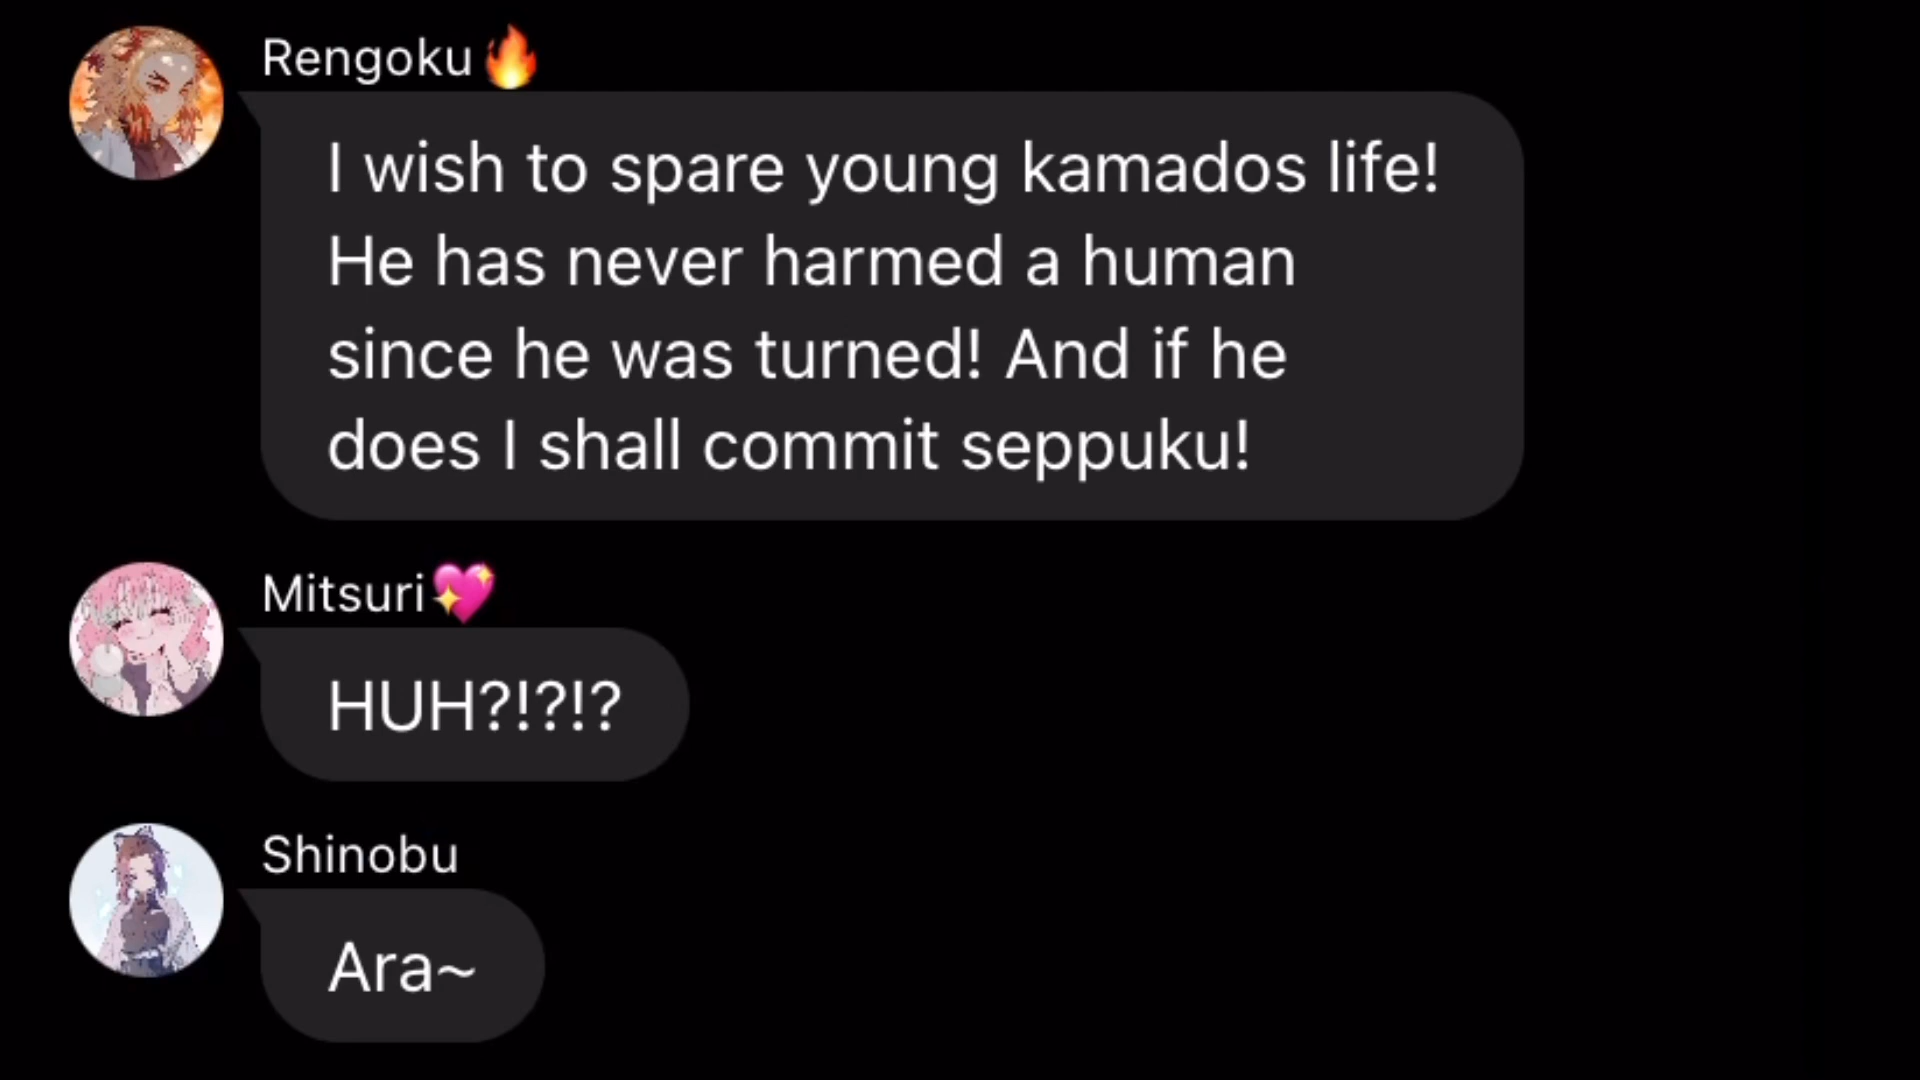 Rengoku🔥
I wish to spare young kamados life!
He has never harmed a human
since he was turned! And if he
does I shall commit seppuku!
Mitsuri💖
HUH?!?!?
Shinobu
Ara~